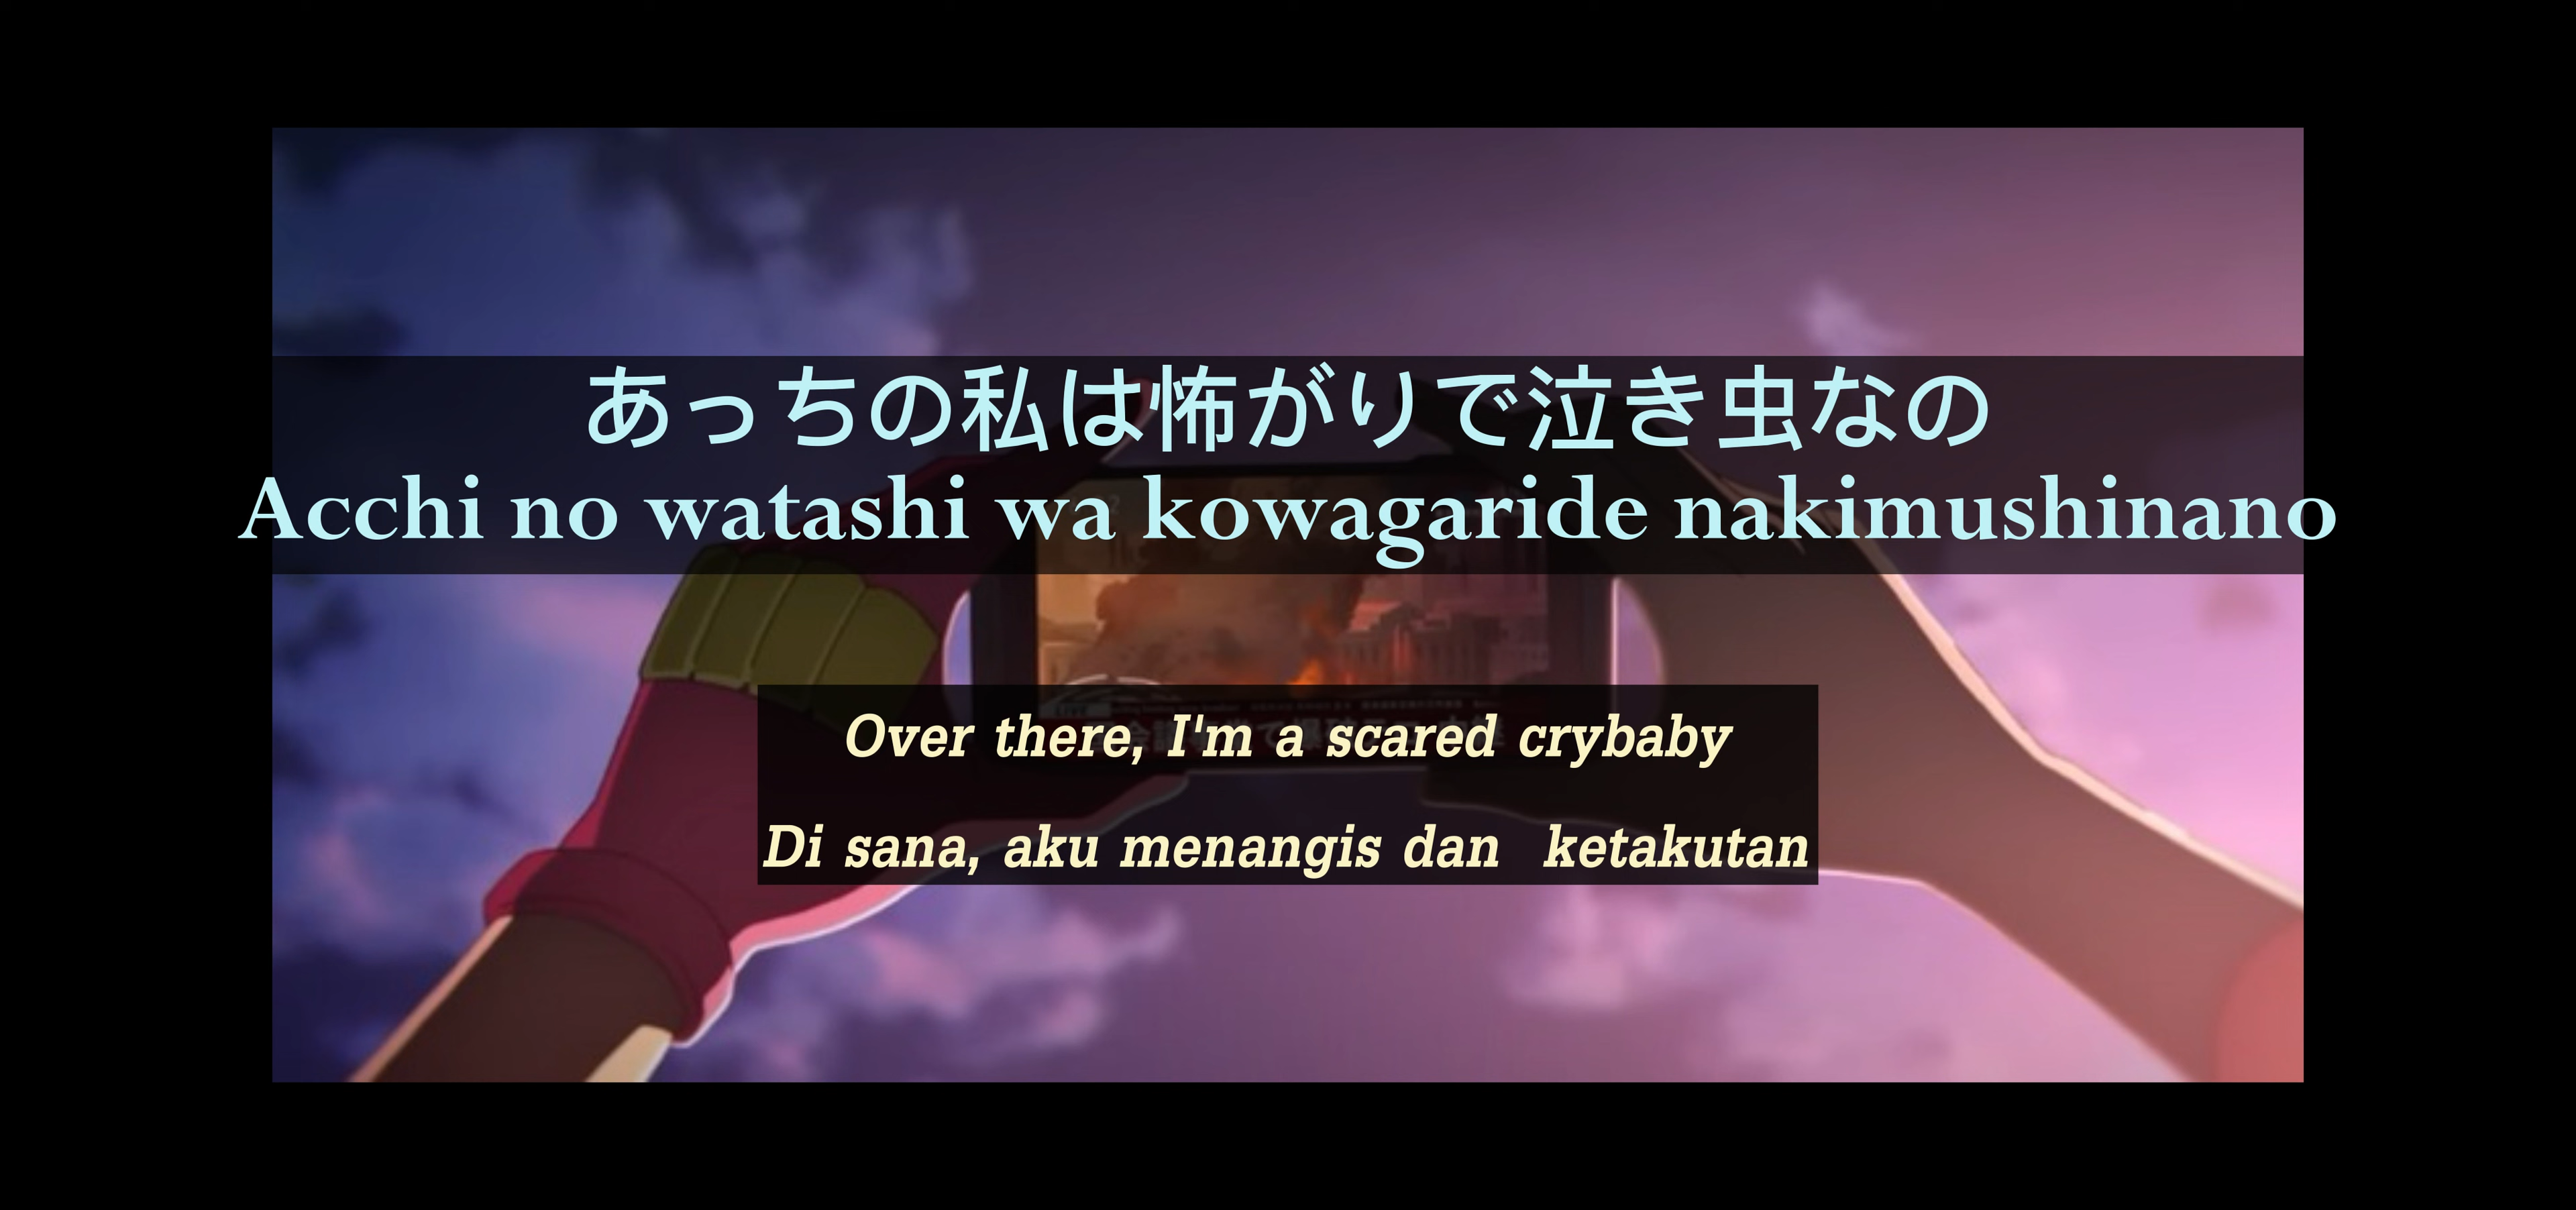 あっちの私は怖がりで泣き虫なの
Acchi no watashi wa kowagaride nakimushinano
Over there, I'm a scared crybaby
Di sana, aku menangis dan ketakutan